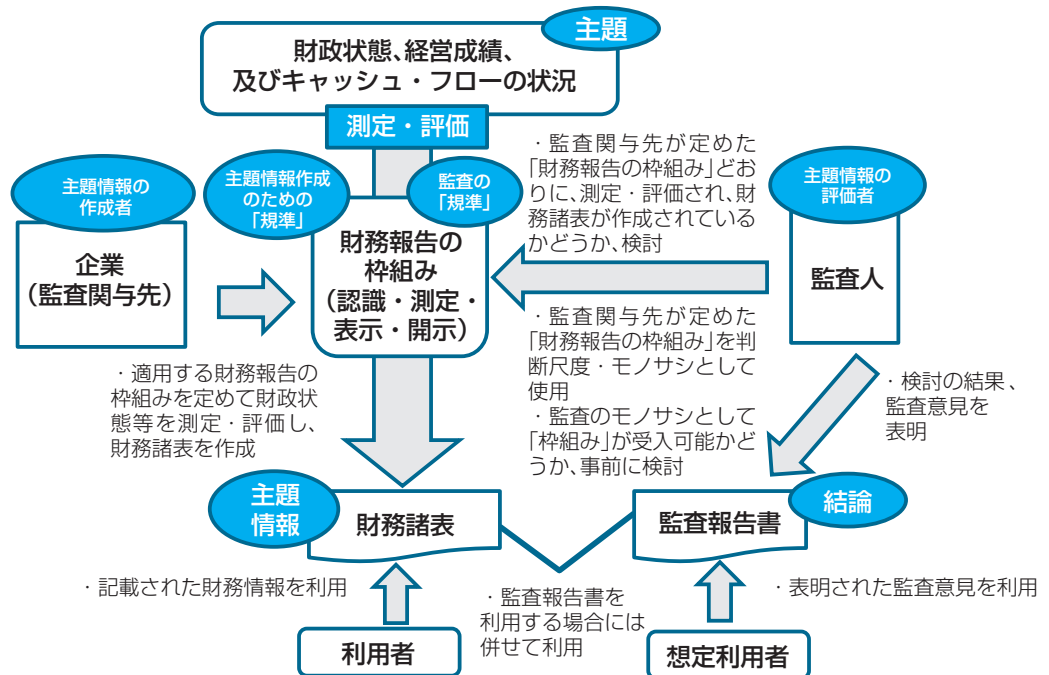 主題
財政状態、経営成績、
及びキャッシュ・フローの状況
測定・評価
主題情報の
作成者
企業
(監査関与先)
主題情報作成
のための
「規準」
監査の
「規準」
財務報告の
枠組み
(認識・測定・
表示・開示)
・監査関与先が定めた
「財務報告の枠組み」どお
りに、測定・評価され、財
務諸表が作成されている
かどうか、検討
主題情報の
評価者
監査人
・適用する財務報告の
枠組みを定めて財政状
態等を測定・評価し、
財務諸表を作成
・監査関与先が定めた
「財務報告の枠組み」を判
断尺度・モノサシとして
使用
・監査のモノサシとして
「枠組み」が受入可能かど
うか、事前に検討
・検討の結果、
監査意見を
表明
主題
情報
財務諸表
監査報告書
結論
・記載された財務情報を利用
・監査報告書を
利用する場合には
併せて利用
・表明された監査意見を利用
利用者
想定利用者